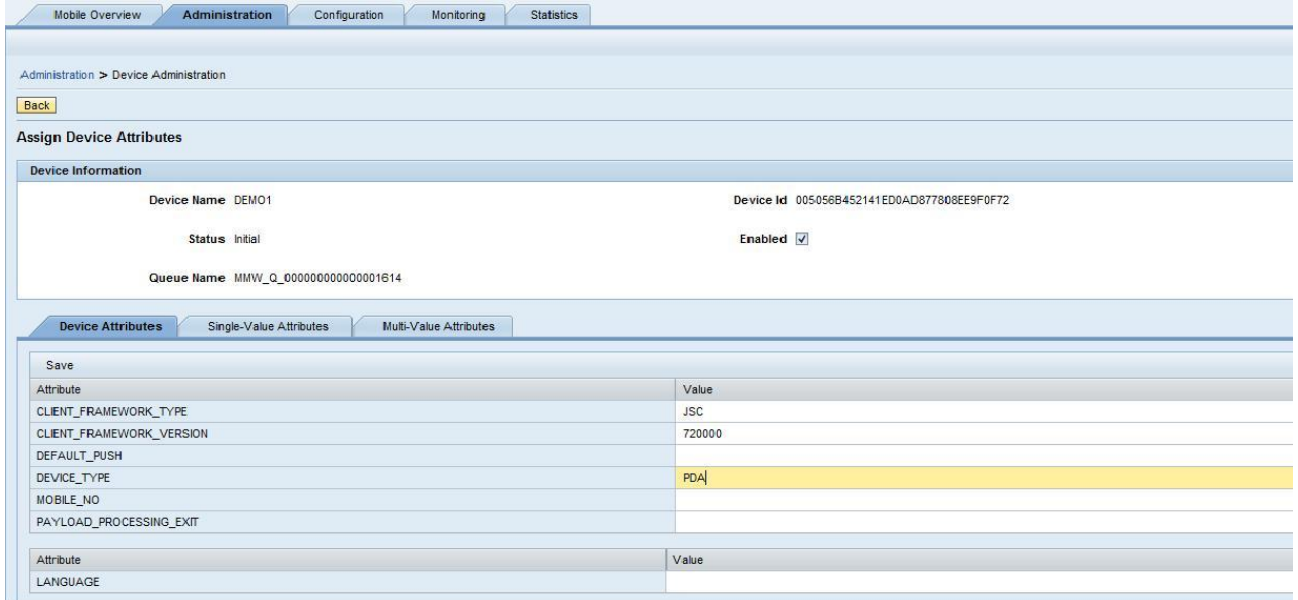 Mobile Overview Administration Configuration Monitoring Statistics
Administration > Device Administration
Back
Assign Device Attributes
Device Information
Device Name DEMO1 Device Id 005056B452141ED0AD877808EE9F0F72
Status Initial Enabled
Queue Name MMW_Q_000000000000001614
Device Attributes Single-Value Attributes Multi-Value Attributes
Save
Attribute Value
CLIENT_FRAMEWORK_TYPE JSC
CLIENT_FRAMEWORK_VERSION 720000
DEFAULT_PUSH
DEVICE_TYPE PDA
MOBILE_NO
PAYLOAD_PROCESSING_EXIT
Attribute Value
LANGUAGE